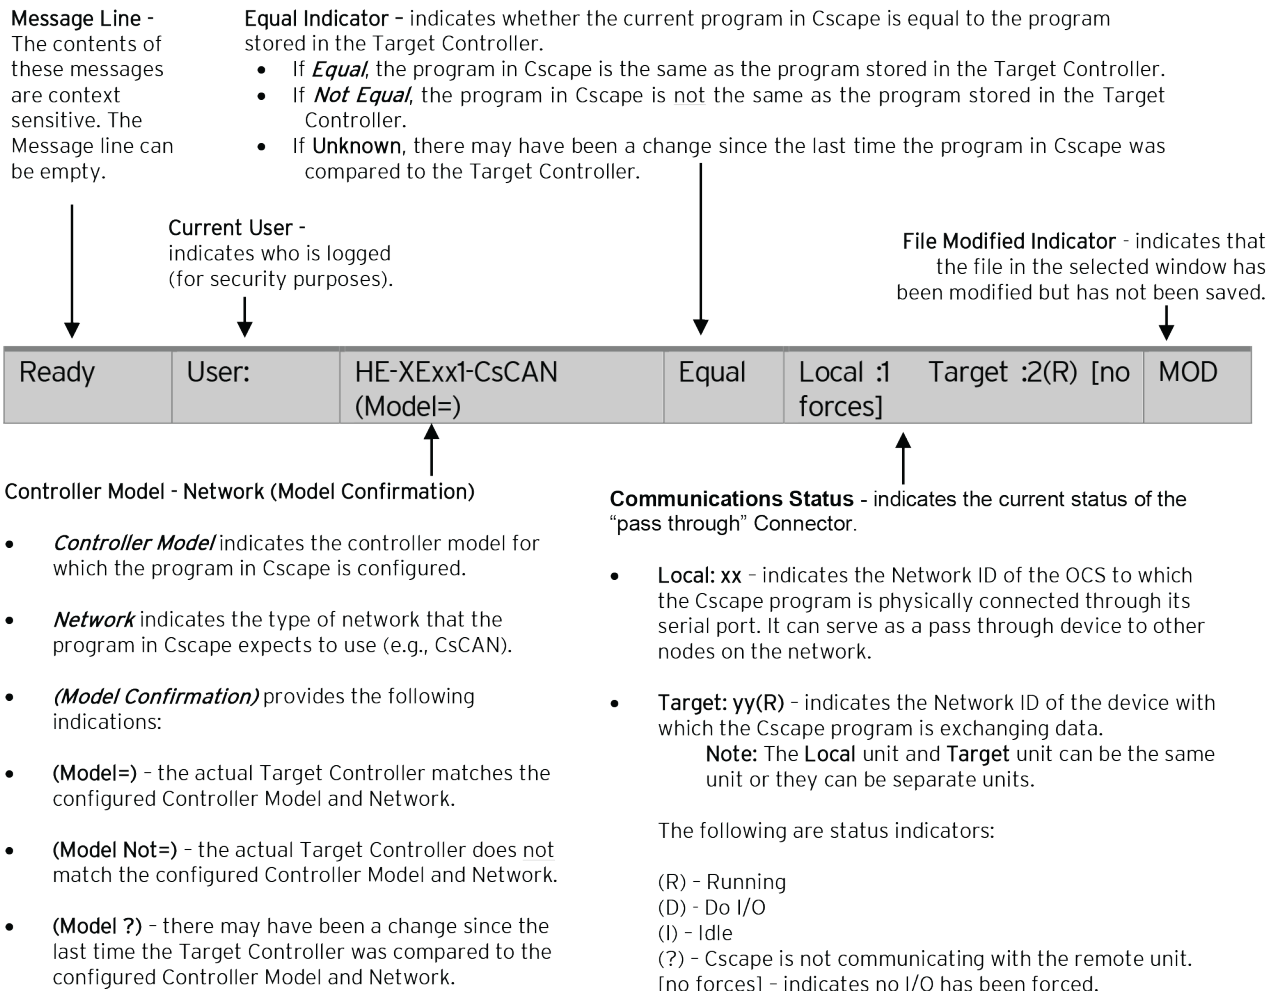 Message Line -
The contents of
these messages
are context
sensitive. The
Message line can
be empty.
Equal Indicator – indicates whether the current program in Cscape is equal to the program
stored in the Target Controller.
• If Equal, the program in Cscape is the same as the program stored in the Target Controller.
• If Not Equal, the program in Cscape is not the same as the program stored in the Target
Controller.
• If Unknown, there may have been a change since the last time the program in Cscape was
compared to the Target Controller.
Current User -
indicates who is logged
(for security purposes).
File Modified Indicator - indicates that
the file in the selected window has
been modified but has not been saved.
Ready
User:
HE-XExx1-CsCAN
(Model=)
Equal
Local :1 Target :2(R) [no
forces]
MOD
Controller Model - Network (Model Confirmation)
• Controller Model indicates the controller model for
which the program in Cscape is configured.
• Network indicates the type of network that the
program in Cscape expects to use (e.g., CsCAN).
• (Model Confirmation) provides the following
indications:
• (Model=) – the actual Target Controller matches the
configured Controller Model and Network.
• (Model Not=) – the actual Target Controller does not
match the configured Controller Model and Network.
• (Model ?) – there may have been a change since the
last time the Target Controller was compared to the
configured Controller Model and Network.
Communications Status - indicates the current status of the
“pass through” Connector.
• Local: xx – indicates the Network ID of the OCS to which
the Cscape program is physically connected through its
serial port. It can serve as a pass through device to other
nodes on the network.
• Target: yy(R) – indicates the Network ID of the device with
which the Cscape program is exchanging data.
Note: The Local unit and Target unit can be the same
unit or they can be separate units.
The following are status indicators:
(R) – Running
(D) - Do I/O
(I) – Idle
(?) – Cscape is not communicating with the remote unit.
[no forces] – indicates no I/O has been forced.